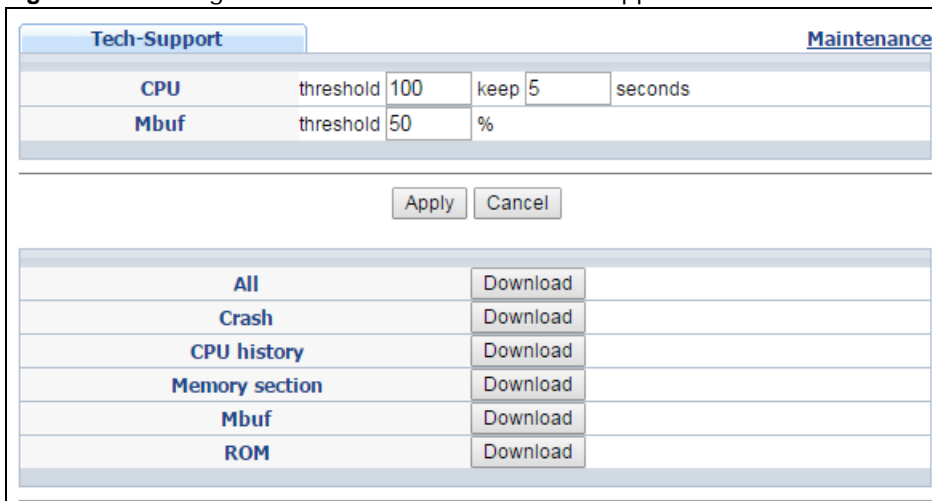 Tech-Support Maintenance
CPU threshold 100 keep 5 seconds
Mbuf threshold 50 %
Apply Cancel
All Download
Crash Download
CPU history Download
Memory section Download
Mbuf Download
ROM Download